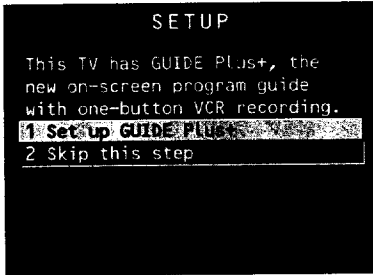 SETUP
This TV has GUIDE Plus+, the
new on-screen program guide
with one-button VCR recording.
1 Set up GUIDE Plus+
2 Skip this step